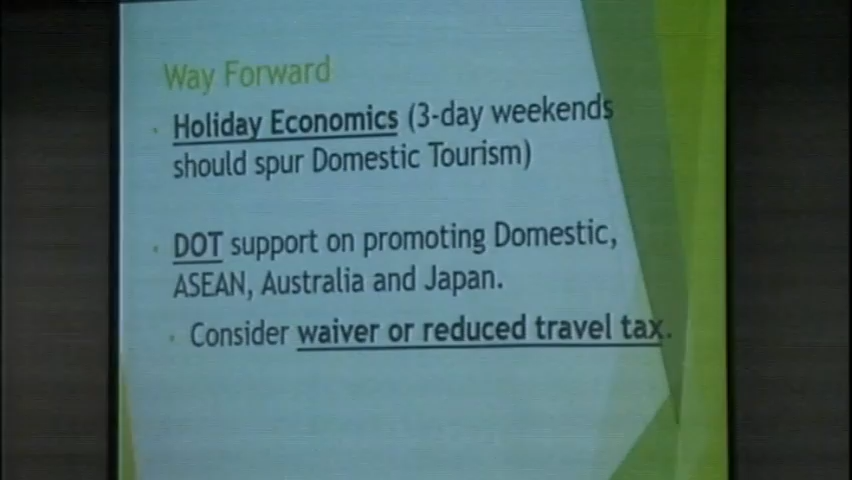 Way Forward
Holiday Economics (3-day weekends
should spur Domestic Tourism)
DOT support on promoting Domestic,
ASEAN, Australia and Japan.
Consider waiver or reduced travel tax.